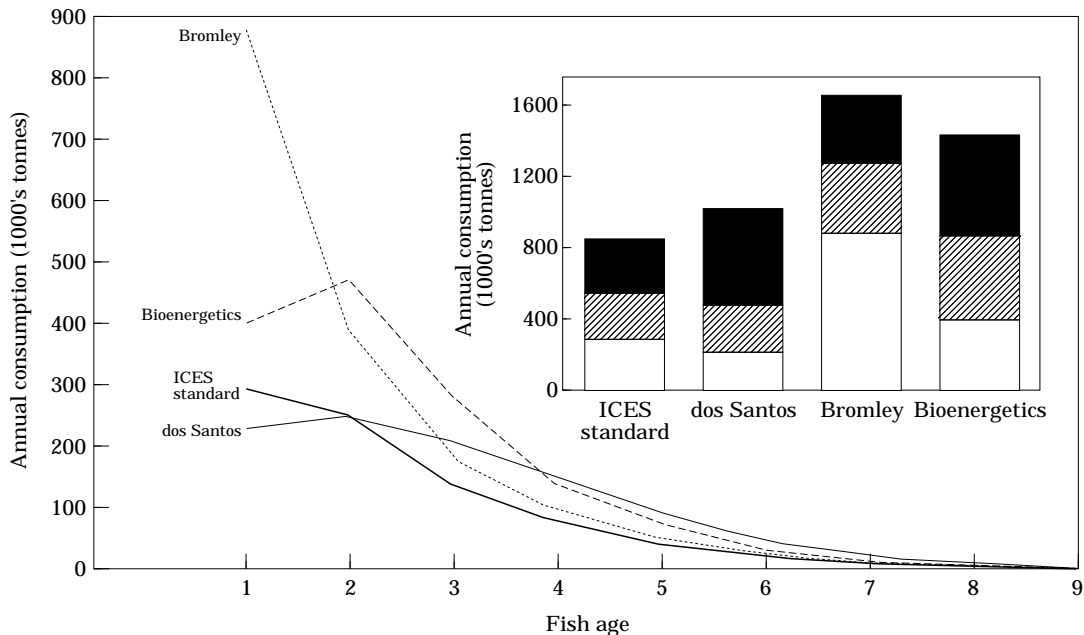 900
800
700
600
500
400
300
200
100
0
Annual consumption (1000's tonnes)
Bromley
Bioenergetics
ICES
standard
dos Santos
1 2 3 4 5 6 7 8 9
Fish age
1600
1200
800
400
0
Annual consumption
(1000's tonnes)
ICES
standard
dos Santos
Bromley
Bioenergetics